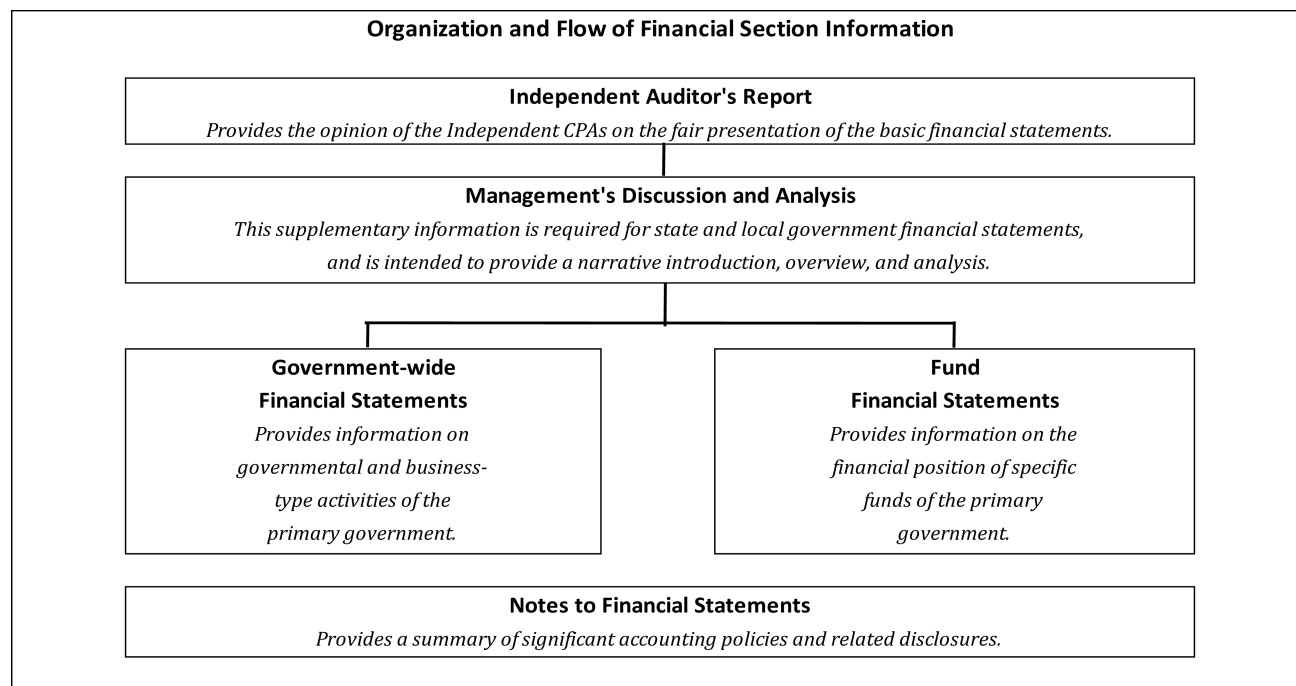 Organization and Flow of Financial Section Information
Independent Auditor's Report
Provides the opinion of the Independent CPAs on the fair presentation of the basic financial statements.
Management's Discussion and Analysis
This supplementary information is required for state and local government financial statements,
and is intended to provide a narrative introduction, overview, and analysis.
Government-wide
Financial Statements
Provides information on
governmental and business-
type activities of the
primary government.
Fund
Financial Statements
Provides information on the
financial position of specific
funds of the primary
government.
Notes to Financial Statements
Provides a summary of significant accounting policies and related disclosures.